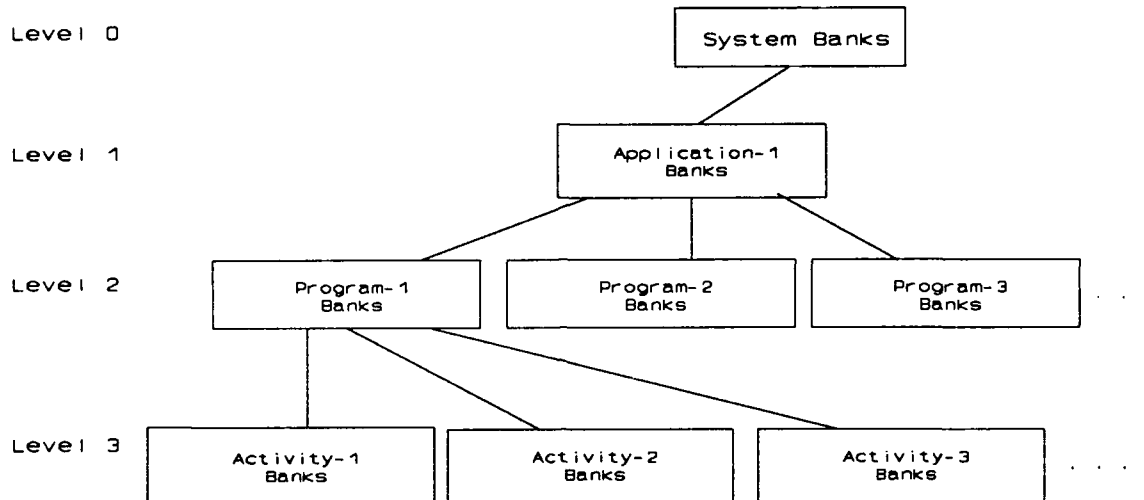 Level 0
System Banks
Level 1
Application-1
Banks
Level 2
Program-1
Banks
Program-2
Banks
Program-3
Banks
. .
Level 3
Activity-1
Banks
Activity-2
Banks
Activity-3
Banks
. . .